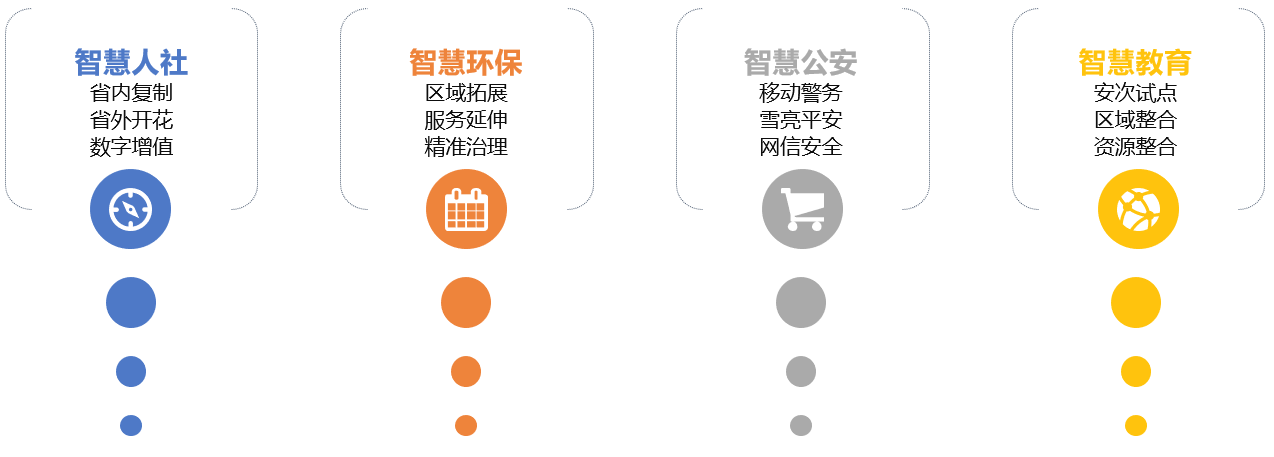 智慧人社
省内复制
省外开花
数字增值
智慧环保
区域拓展
服务延伸
精准治理
智慧公安
移动警务
雪亮平安
网信安全
智慧教育
安次试点
区域整合
资源整合